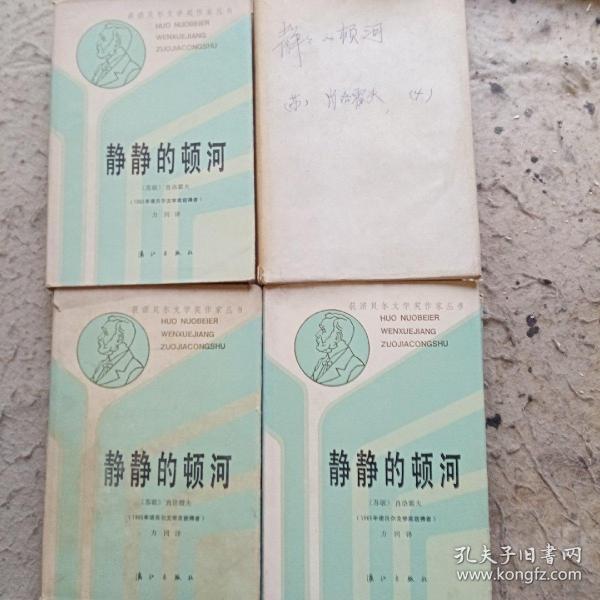 获诺贝尔文学奖作家丛书
HUO NUOBEIER
WENXUEJIANG
ZUOJIACONGSHU
静静的顿河
〔苏联〕肖洛霍夫
（1965年诺贝尔文学奖获得者）
力冈 译
漓江出版社
静々的顿河
(苏) 肖洛霍夫 (4)
获诺贝尔文学奖作家丛书
HUO NUOBEIER
WENXUEJIANG
ZUOJIACONGSHU
静静的顿河
〔苏联〕肖洛霍夫
（1965年诺贝尔文学奖获得者）
力冈 译
漓江出版社
获诺贝尔文学奖作家丛书
HUO NUOBEIER
WENXUEJIANG
ZUOJIACONGSHU
静静的顿河
〔苏联〕肖洛霍夫
（1965年诺贝尔文学奖获得者）
力冈 译
漓江出版社
孔夫子旧书网
www.kongfz.com